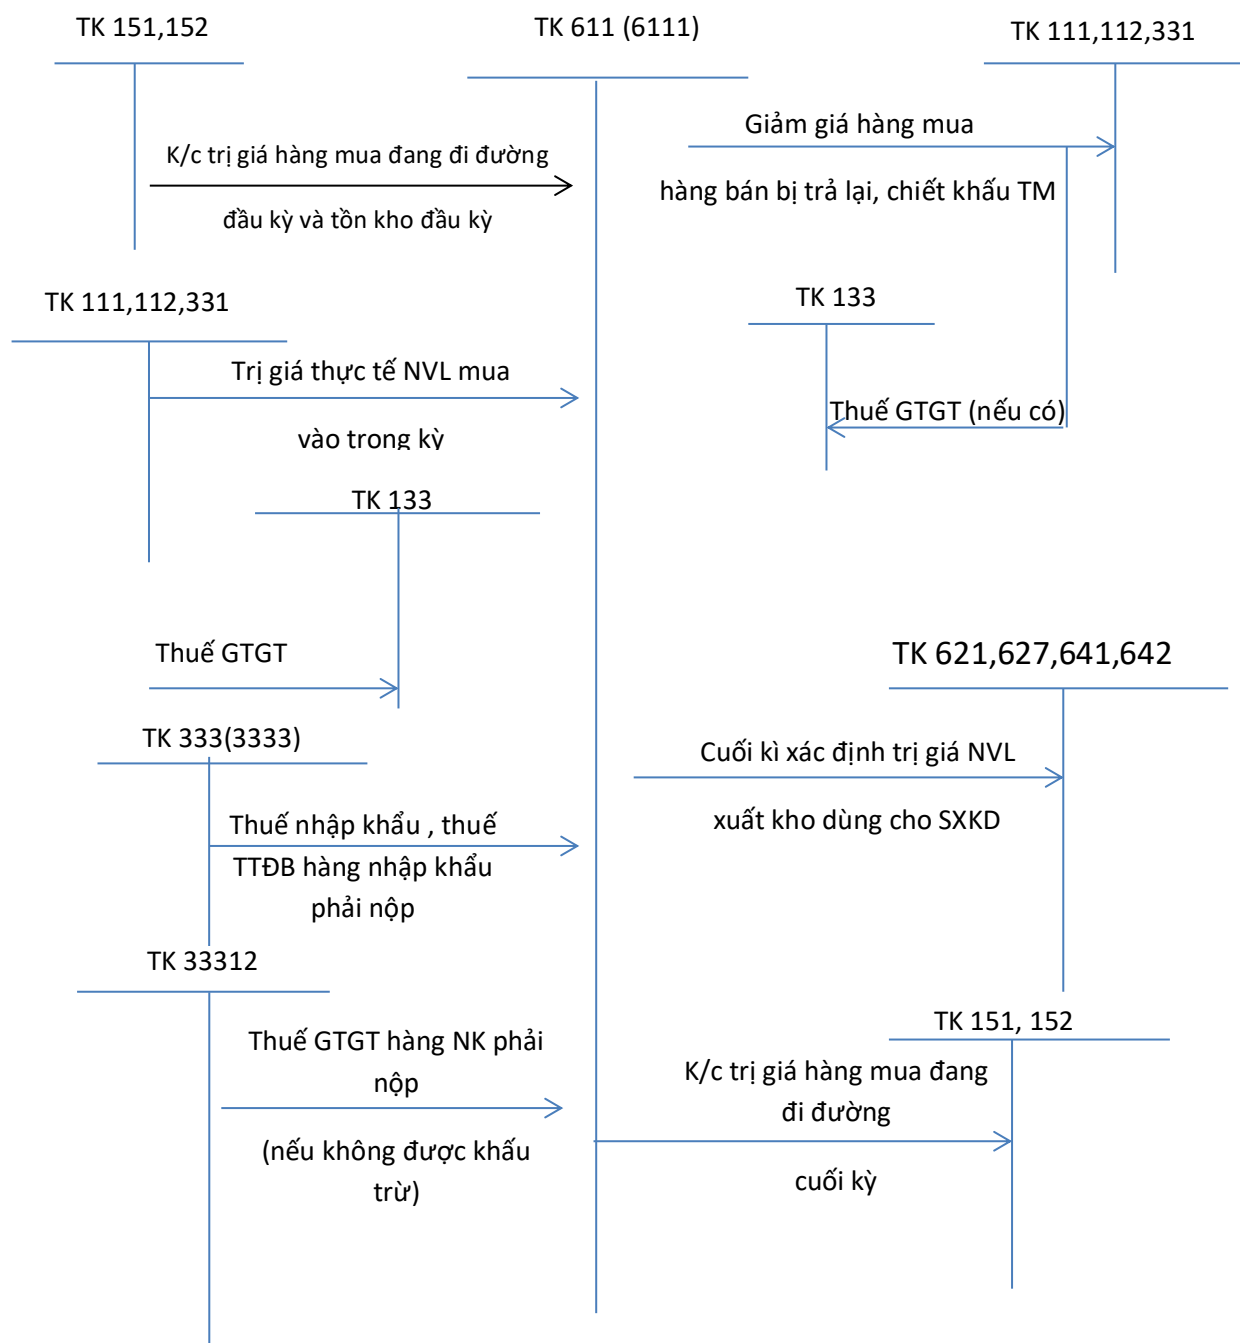 TK 151,152
TK 611 (6111)
TK 111,112,331
Giảm giá hàng mua
K/c trị giá hàng mua đang đi đường
hàng bán bị trả lại, chiết khấu TM
đầu kỳ và tồn kho đầu kỳ
TK 111,112,331
TK 133
Trị giá thực tế NVL mua
Thuế GTGT (nếu có)
vào trong kỳ
TK 133
Thuế GTGT
TK 621,627,641,642
TK 333(3333)
Cuối kì xác định trị giá NVL
Thuế nhập khẩu , thuế
xuất kho dùng cho SXKD
TTĐB hàng nhập khẩu
phải nộp
TK 33312
TK 151, 152
Thuế GTGT hàng NK phải
nộp
K/c trị giá hàng mua đang
đi đường
(nếu không được khấu
trừ)
cuối kỳ